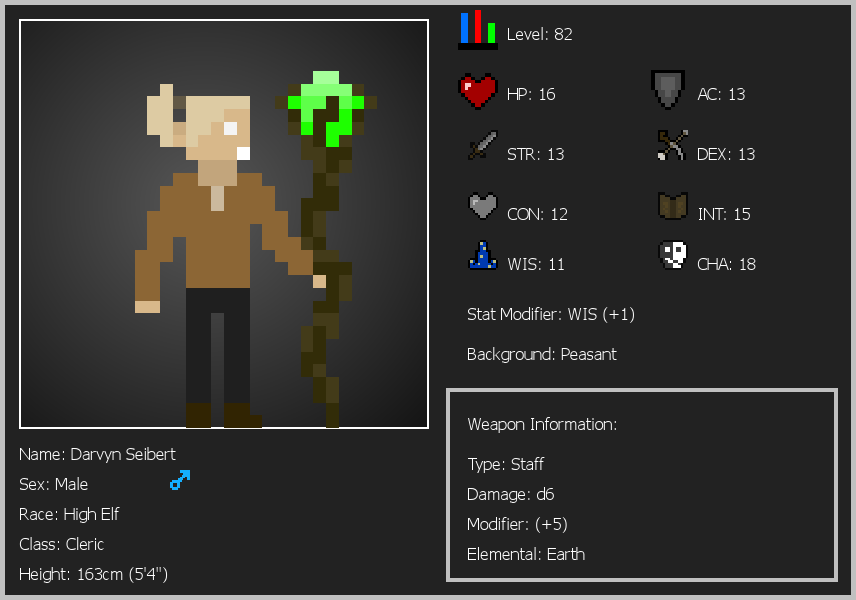 Level: 82
HP: 16
AC: 13
STR: 13
DEX: 13
CON: 12
INT: 15
WIS: 11
CHA: 18
Stat Modifier: WIS (+1)
Background: Peasant
Weapon Information:
Type: Staff
Damage: d6
Modifier: (+5)
Elemental: Earth
Name: Darvyn Seibert
Sex: Male
Race: High Elf
Class: Cleric
Height: 163cm (5'4")